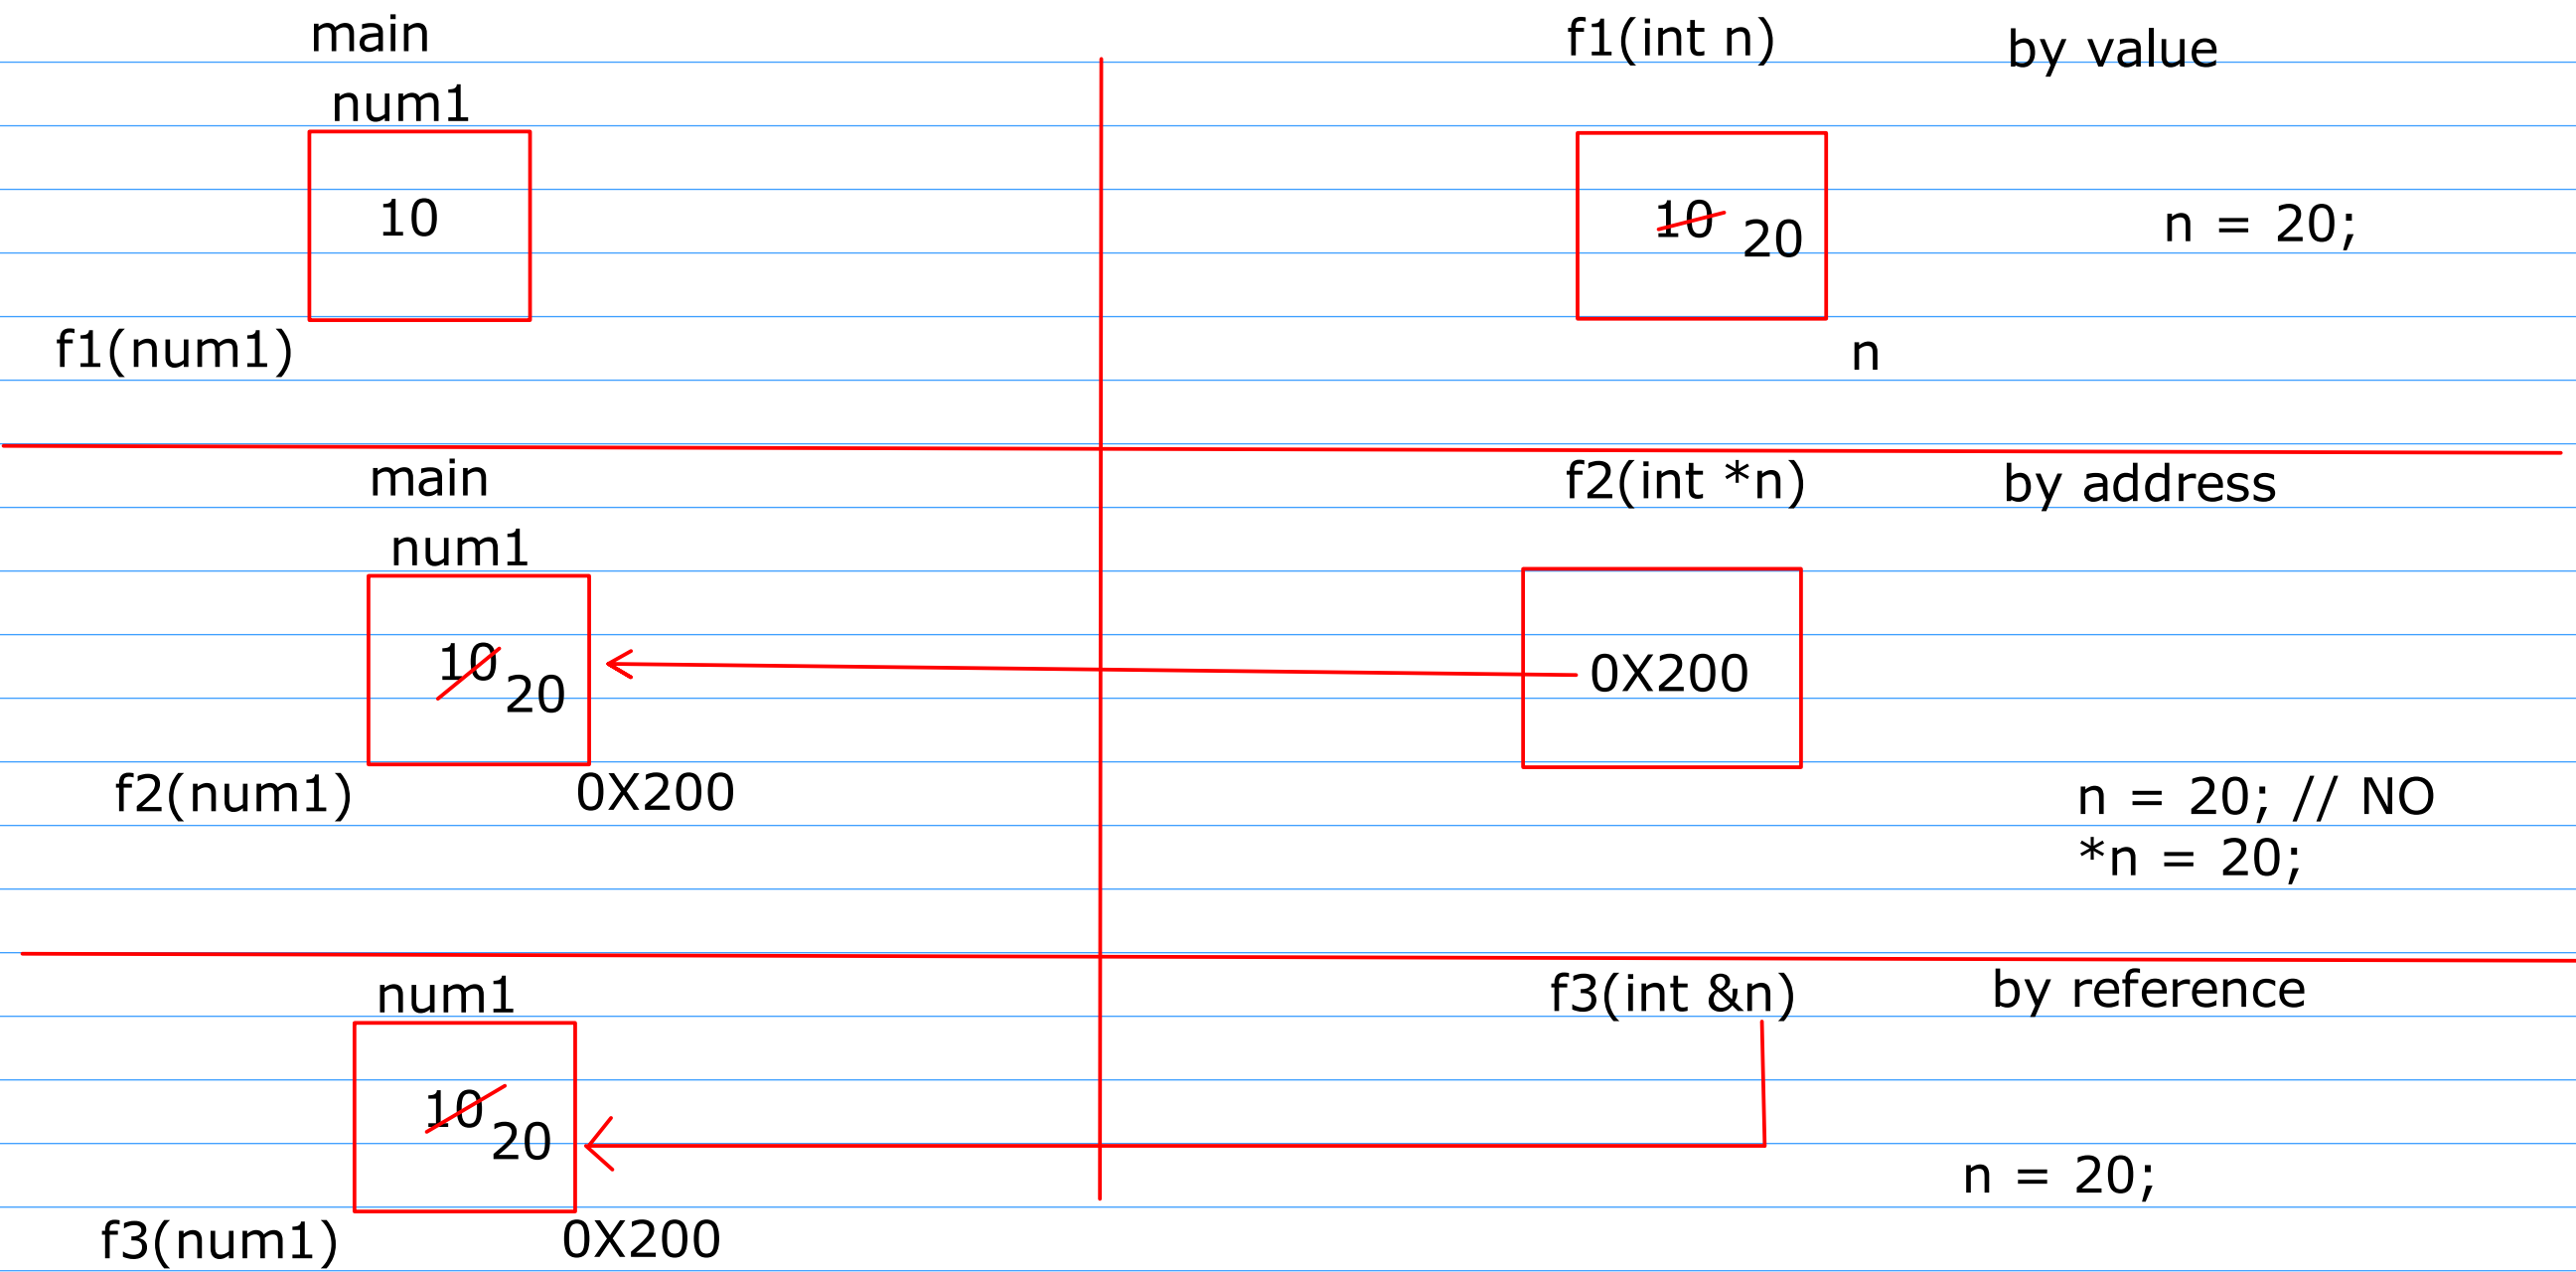 main
num1
10
f1(num1)
f1(int n)
by value
10 20
n = 20;
n
main
num1
10 20
f2(num1)
0X200
f2(int *n)
by address
0X200
n = 20; // NO
*n = 20;
num1
10 20
f3(num1)
0X200
f3(int &n)
by reference
n = 20;